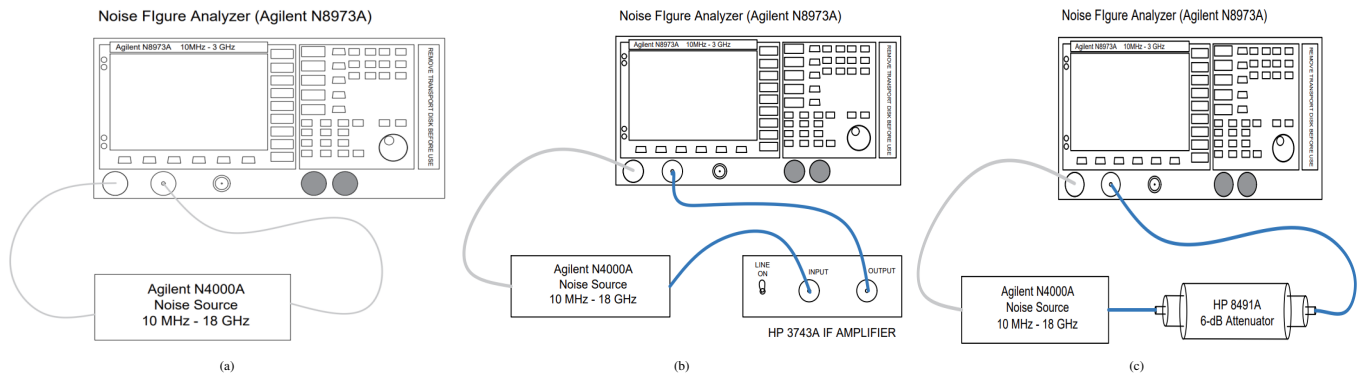 Noise FIgure Analyzer (Agilent N8973A)
Agilent N8973A 10MHz - 3 GHz
REMOVE TRANSPORT DISK BEFORE USE
Agilent N4000A
Noise Source
10 MHz - 18 GHz
(a)
Noise FIgure Analyzer (Agilent N8973A)
Agilent N8973A 10MHz - 3 GHz
REMOVE TRANSPORT DISK BEFORE USE
Agilent N4000A
Noise Source
10 MHz - 18 GHz
LINE
ON
INPUT
OUTPUT
HP 3743A IF AMPLIFIER
(b)
Noise FIgure Analyzer (Agilent N8973A)
Agilent N8973A 10MHz - 3 GHz
REMOVE TRANSPORT DISK BEFORE USE
Agilent N4000A
Noise Source
10 MHz - 18 GHz
HP 8491A
6-dB Attenuator
(c)